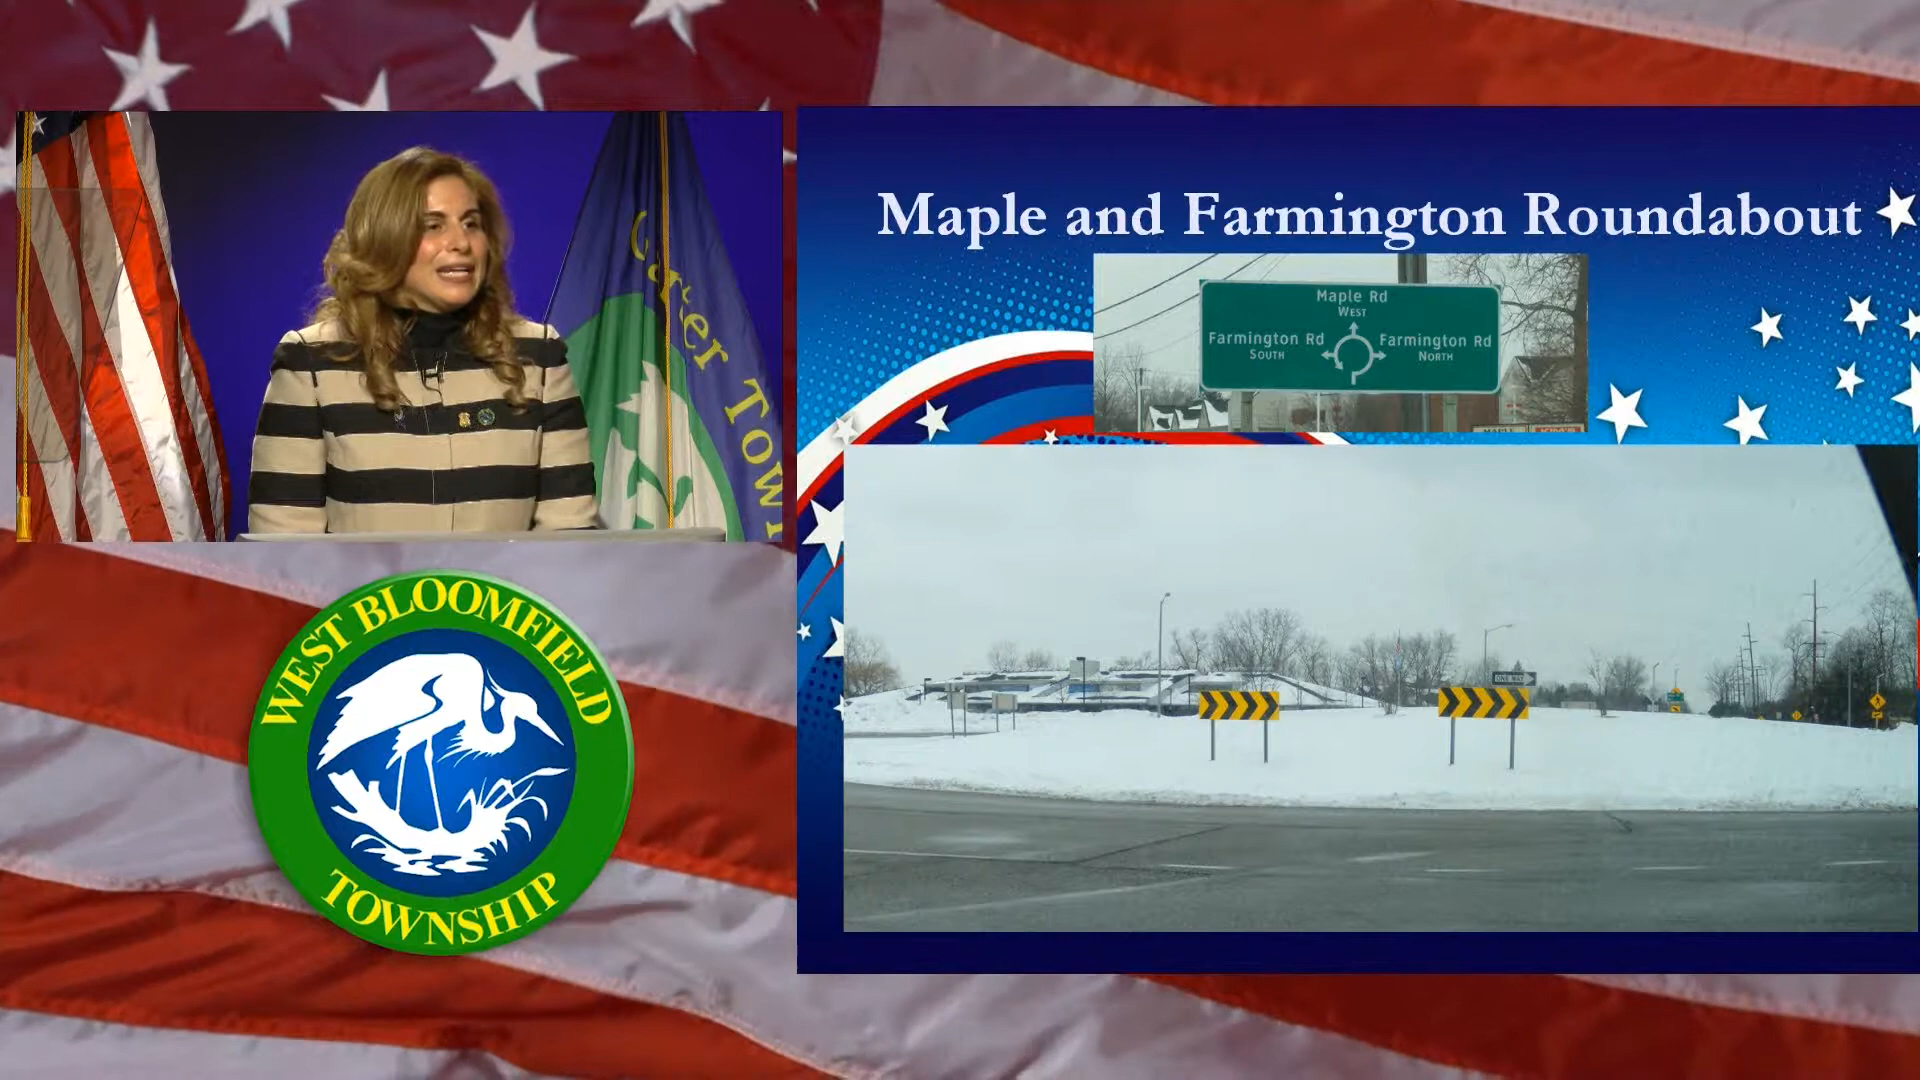 Maple and Farmington Roundabout
Maple Rd
WEST
Farmington Rd
SOUTH
Farmington Rd
NORTH
ONE WAY
WEST BLOOMFIELD
TOWNSHIP